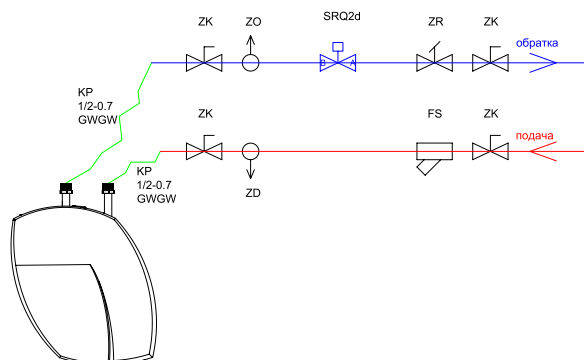 SRQ2d
ZK
ZO
ZR
ZK
обратка
B
A
KP
1/2-0.7
GWGW
ZK
FS
ZK
подача
KP
1/2-0.7
GWGW
ZD